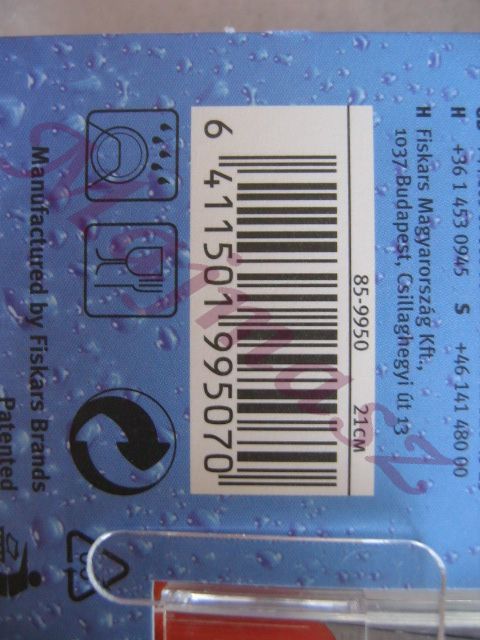 H +36 1 453 0945 S +46 141 480 00
H Fiskars Magyarország Kft.,
1037 Budapest, Csillaghegyi út 13
85-9950 21CM
6 411501 995070
Manufactured by Fiskars Brands
Patented
Majmasz